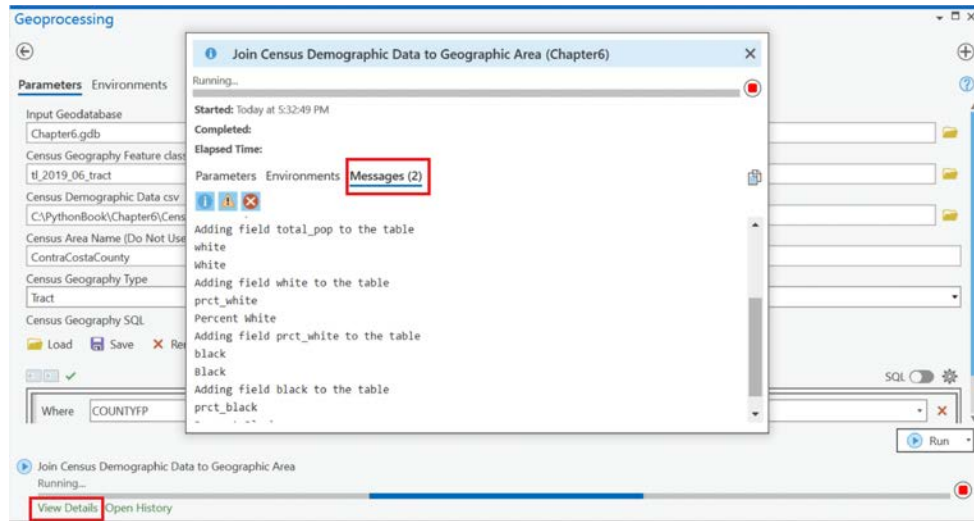 Geoprocessing
Parameters Environments
Input Geodatabase
Chapter6.gdb
Census Geography Feature class
tl_2019_06_tract
Census Demographic Data csv
C:\PythonBook\Chapter6\Cens
Census Area Name (Do Not Use
ContraCostaCounty
Census Geography Type
Tract
Census Geography SQL
Load Save
SQL
Where COUNTYFP
Run
Join Census Demographic Data to Geographic Area (Chapter6)
Running...
Started: Today at 5:32:49 PM
Completed:
Elapsed Time:
Parameters Environments Messages (2)
Adding field total_pop to the table
white
White
Adding field white to the table
prct_white
Percent White
Adding field prct_white to the table
black
Black
Adding field black to the table
prct_black
Join Census Demographic Data to Geographic Area
Running...
View Details Open History